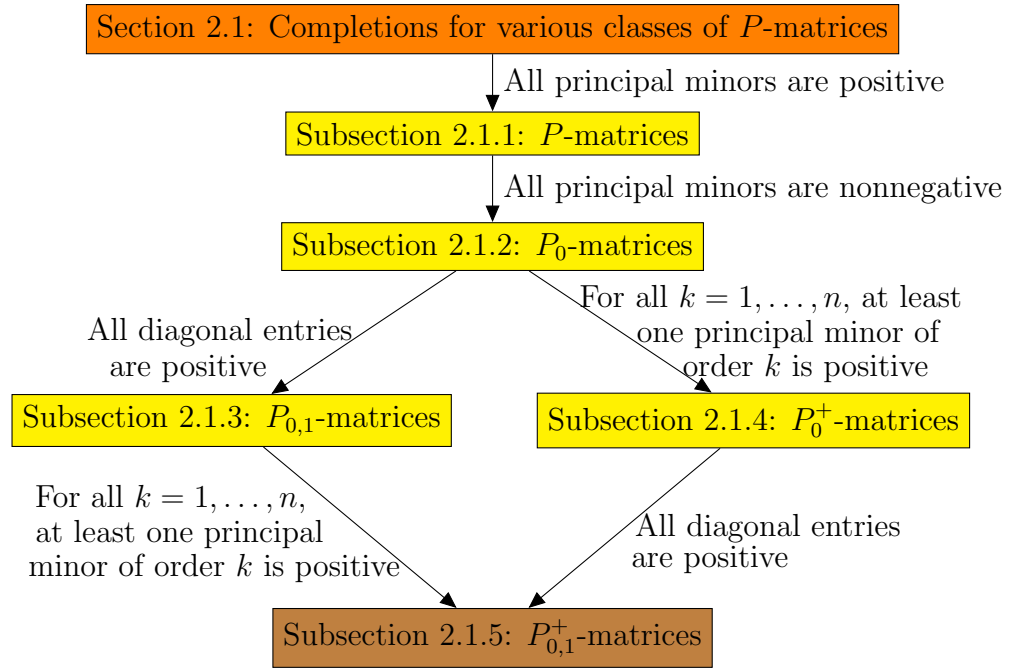 Section 2.1: Completions for various classes of P-matrices
All principal minors are positive
Subsection 2.1.1: P-matrices
All principal minors are nonnegative
Subsection 2.1.2: P₀-matrices
All diagonal entries
are positive
For all k = 1, . . . , n, at least
one principal minor of
order k is positive
Subsection 2.1.3: P₀,₁-matrices
Subsection 2.1.4: P₀⁺-matrices
For all k = 1, . . . , n,
at least one principal
minor of order k is positive
All diagonal entries
are positive
Subsection 2.1.5: P₀,₁⁺-matrices